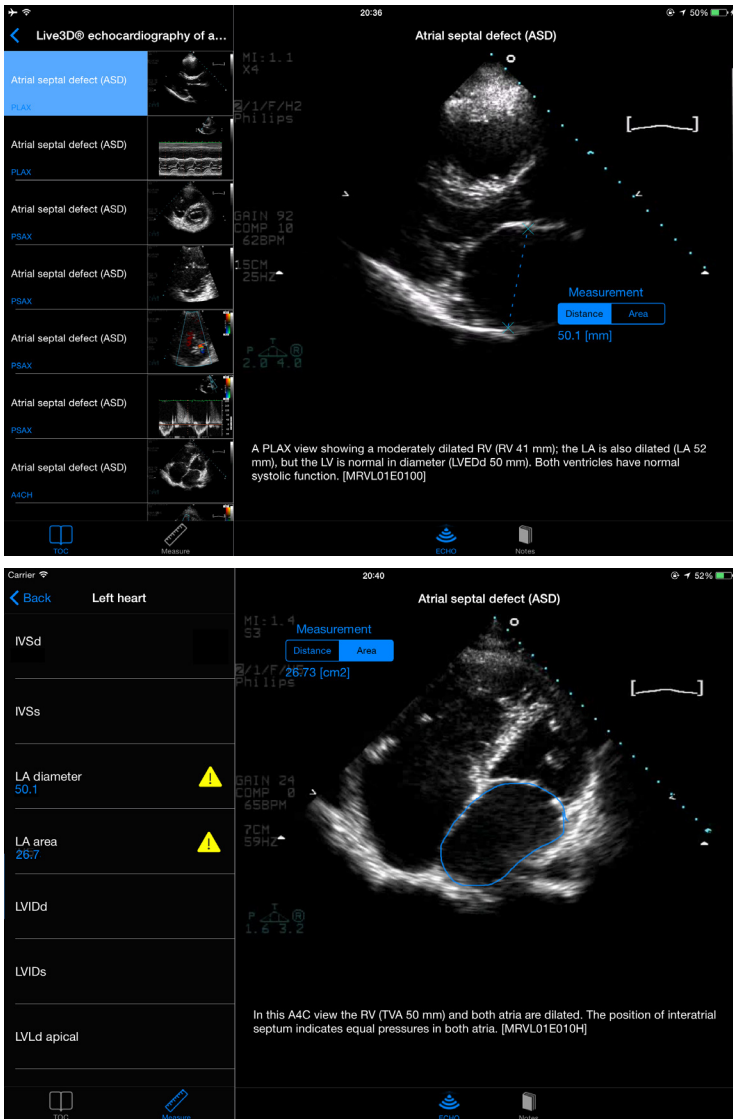 20:36
50%
Live3D® echocardiography of a...
Atrial septal defect (ASD)
Atrial septal defect (ASD)
PLAX
Atrial septal defect (ASD)
PLAX
Atrial septal defect (ASD)
PSAX
Atrial septal defect (ASD)
PSAX
Atrial septal defect (ASD)
PSAX
Atrial septal defect (ASD)
PSAX
Atrial septal defect (ASD)
A4CH
TOC
Measure
MI:1.1
X4
/1/F/H2
Philips
GAIN 92
COMP 10
62BPM
15CM
25HZ
P T R
2.0 4.0
Measurement
Distance Area
50.1 [mm]
A PLAX view showing a moderately dilated RV (RV 41 mm); the LA is also dilated (LA 52
mm), but the LV is normal in diameter (LVEDd 50 mm). Both ventricles have normal
systolic function. [MRVL01E0100]
ECHO
Notes
Carrier
20:40
52%
Back
Left heart
Atrial septal defect (ASD)
IVSd
IVSs
LA diameter
50.1
LA area
26.7
LVIDd
LVIDs
LVLd apical
TOC
Measure
MI:1.4
S3
Measurement
Distance Area
26.73 [cm2]
Philips
GAIN 24
COMP 0
65BPM
7CM
59HZ
P T R
1.6 3.2
In this A4C view the RV (TVA 50 mm) and both atria are dilated. The position of interatrial
septum indicates equal pressures in both atria. [MRVL01E010H]
ECHO
Notes